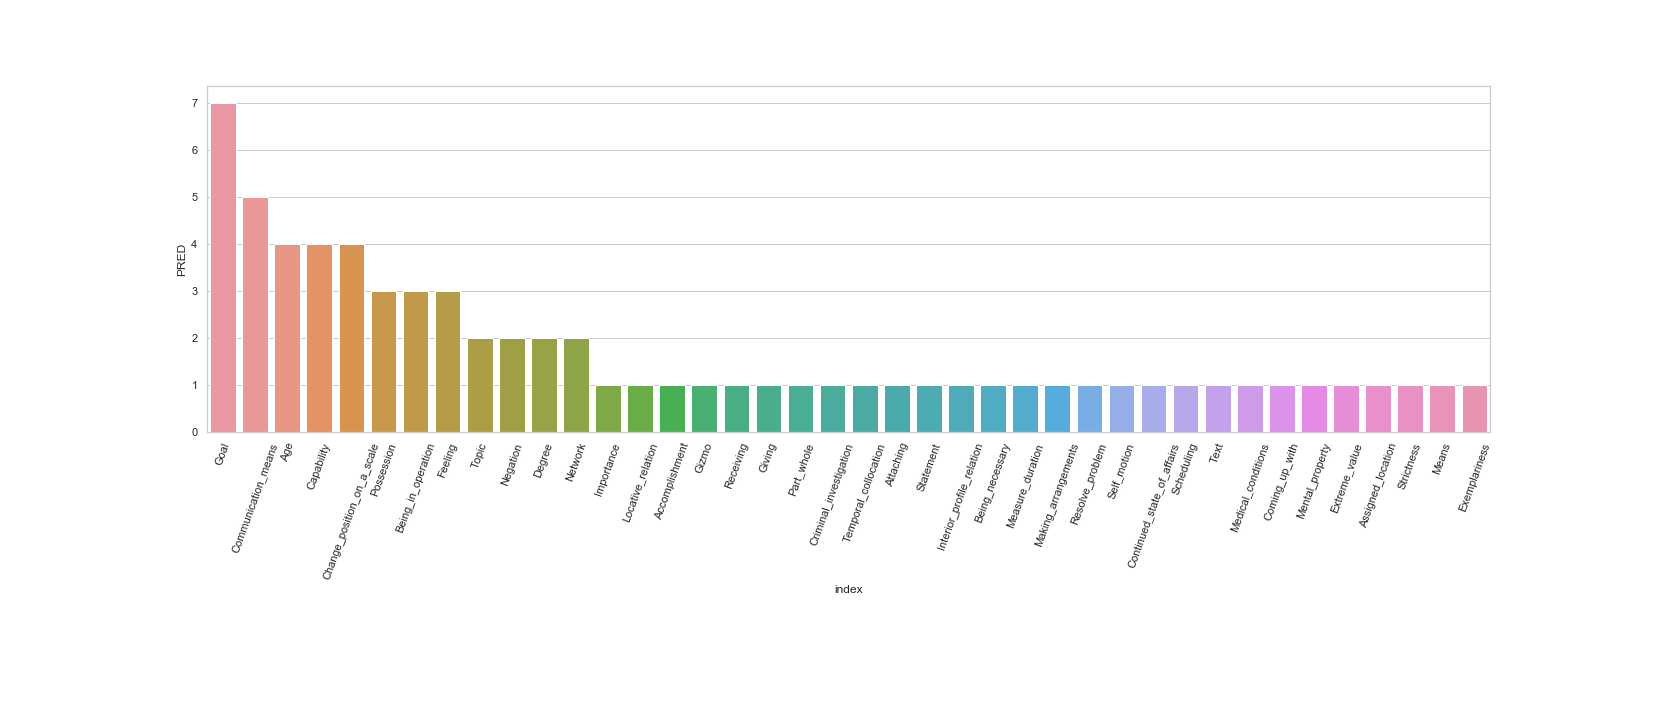 7
6
5
4
3
2
1
0
PRED
Goal
Communication_means
Age
Capability
Change_position_on_a_scale
Possession
Being_in_operation
Feeling
Topic
Negation
Degree
Network
Importance
Locative_relation
Accomplishment
Gizmo
Receiving
Giving
Part_whole
Criminal_investigation
Temporal_collocation
Attaching
Statement
Interior_profile_relation
Being_necessary
Measure_duration
Making_arrangements
Resolve_problem
Self_motion
Continued_state_of_affairs
Scheduling
Text
Medical_conditions
Coming_up_with
Mental_property
Extreme_value
Assigned_location
Strictness
Means
Exemplariness
index